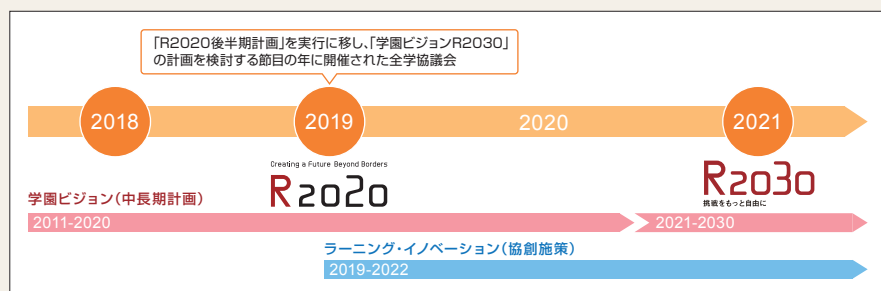 「R2020後半期計画」を実行に移し、「学園ビジョンR2030」
の計画を検討する節目の年に開催された全学協議会
2018
2019
2020
2021
Creating a Future Beyond Borders
R2020
R2030
挑戦をもっと自由に
学園ビジョン(中長期計画)
2011-2020
2021-2030
ラーニング・イノベーション(協創施策)
2019-2022